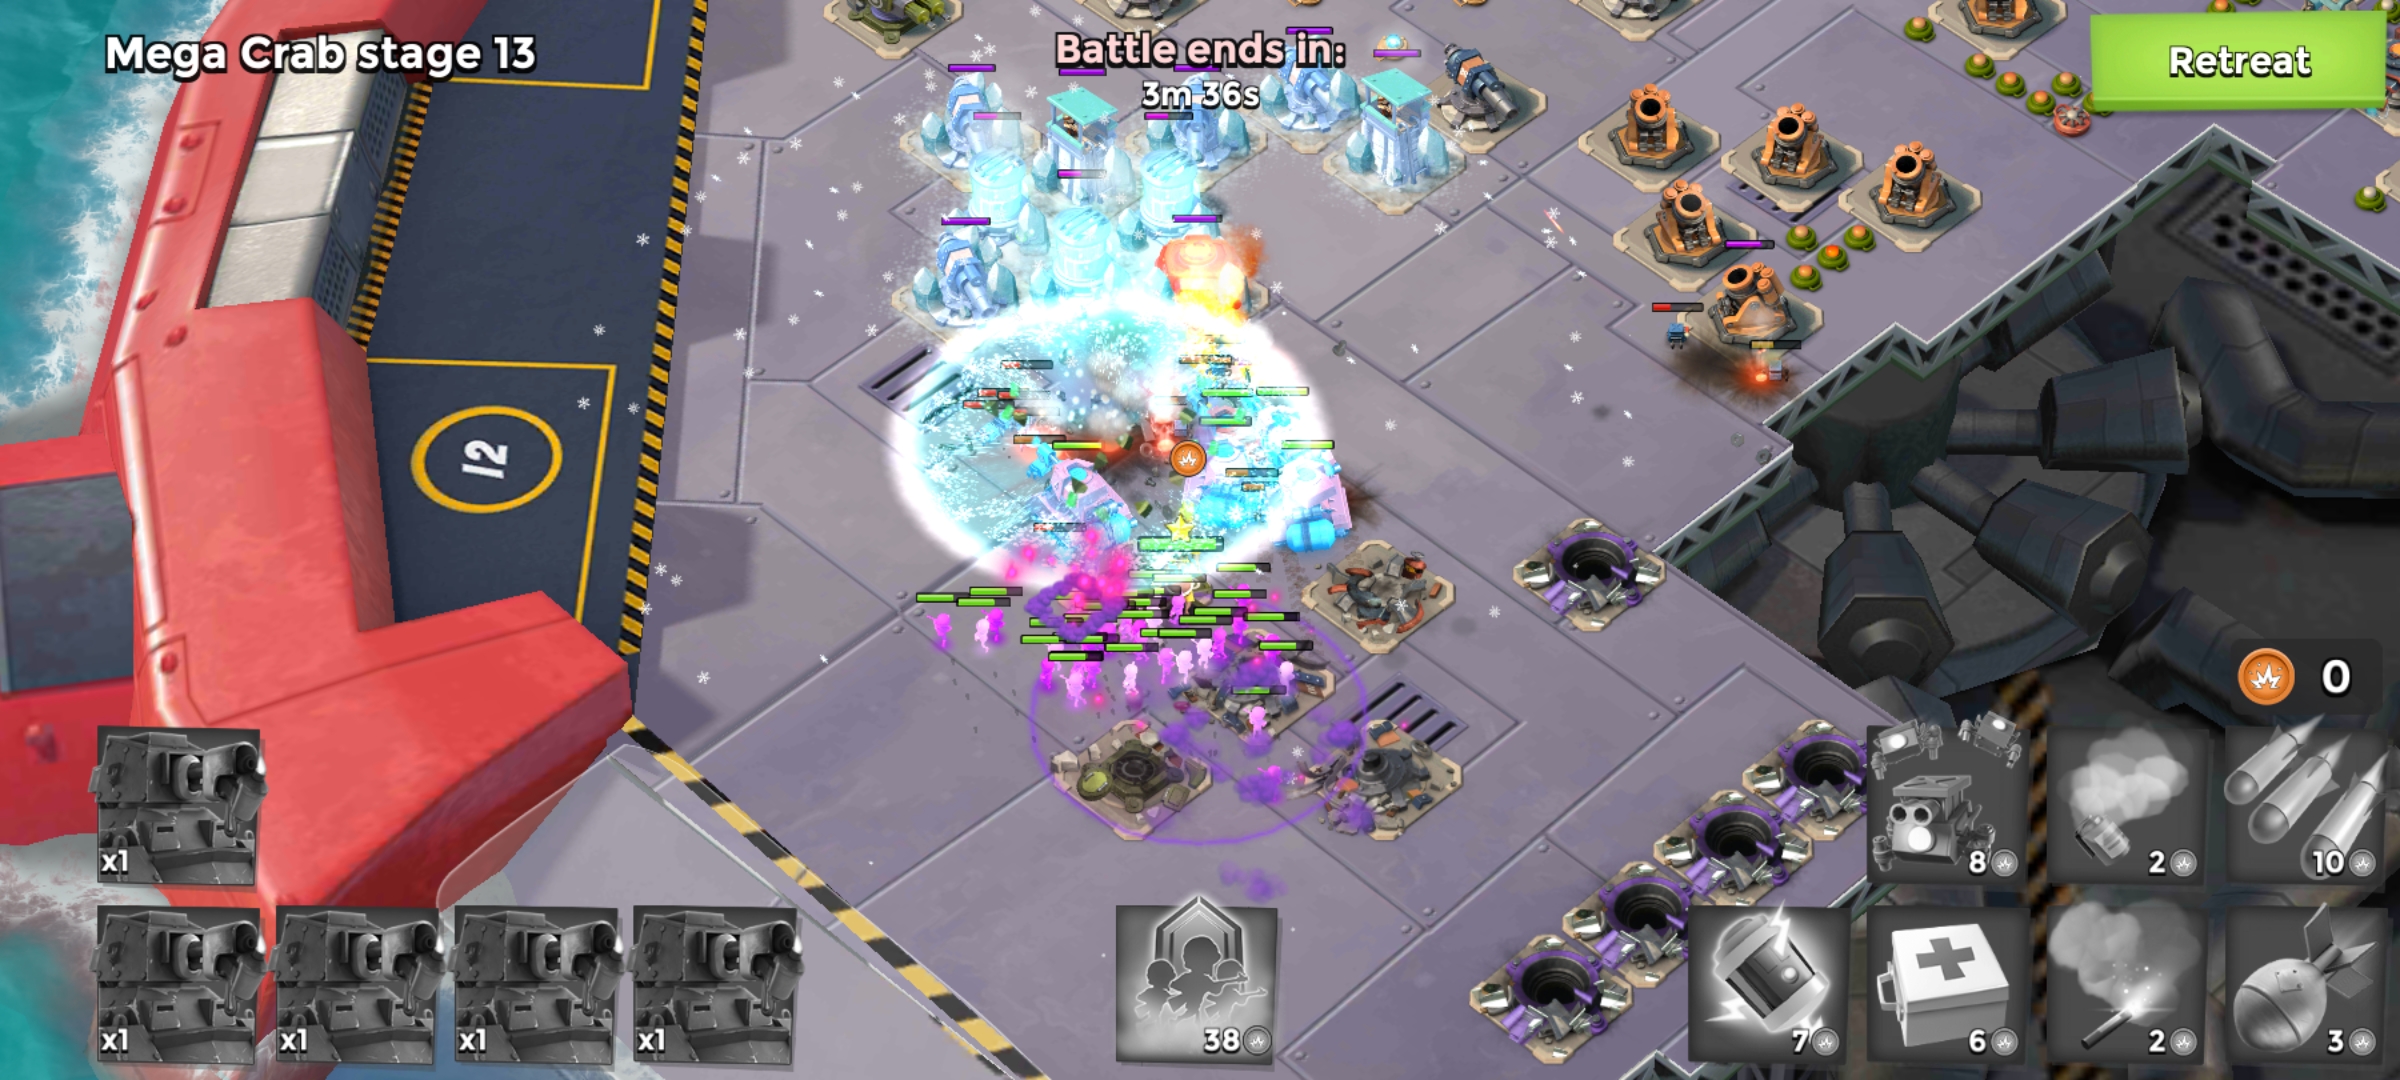 Mega Crab stage 13
Battle ends in:
3m 36s
Retreat
12
0
x1
8
2
10
x1
x1
x1
x1
38
7
6
2
3